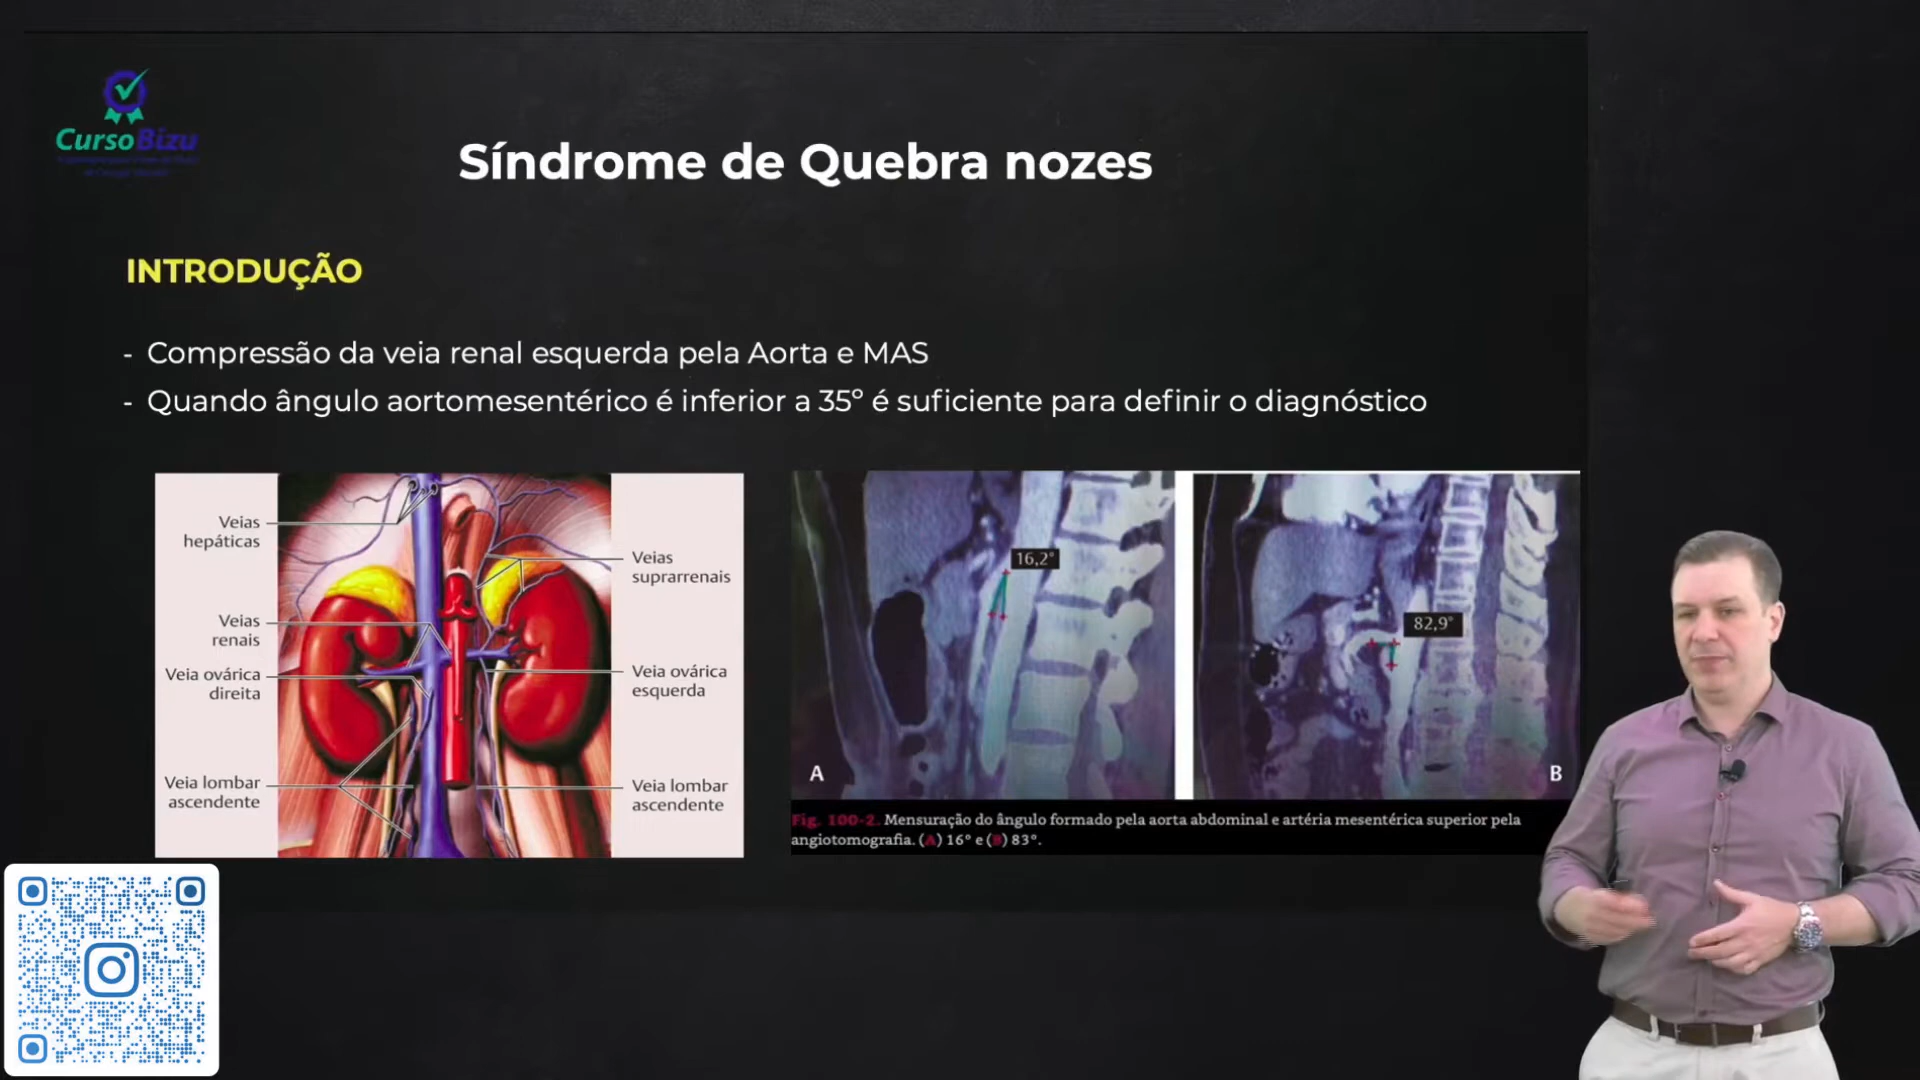 CursoBizu
Síndrome de Quebra nozes
INTRODUÇÃO
- Compressão da veia renal esquerda pela Aorta e MAS
- Quando ângulo aortomesentérico é inferior a 35º é suficiente para definir o diagnóstico
Veias
hepáticas
Veias
renais
Veia ovárica
direita
Veia lombar
ascendente
Veias
suprarrenais
Veia ovárica
esquerda
Veia lombar
ascendente
16,2°
A
82,9°
B
Fig. 100-2. Mensuração do ângulo formado pela aorta abdominal e artéria mesentérica superior pela
angiotomografia. (A) 16° e (B) 83°.